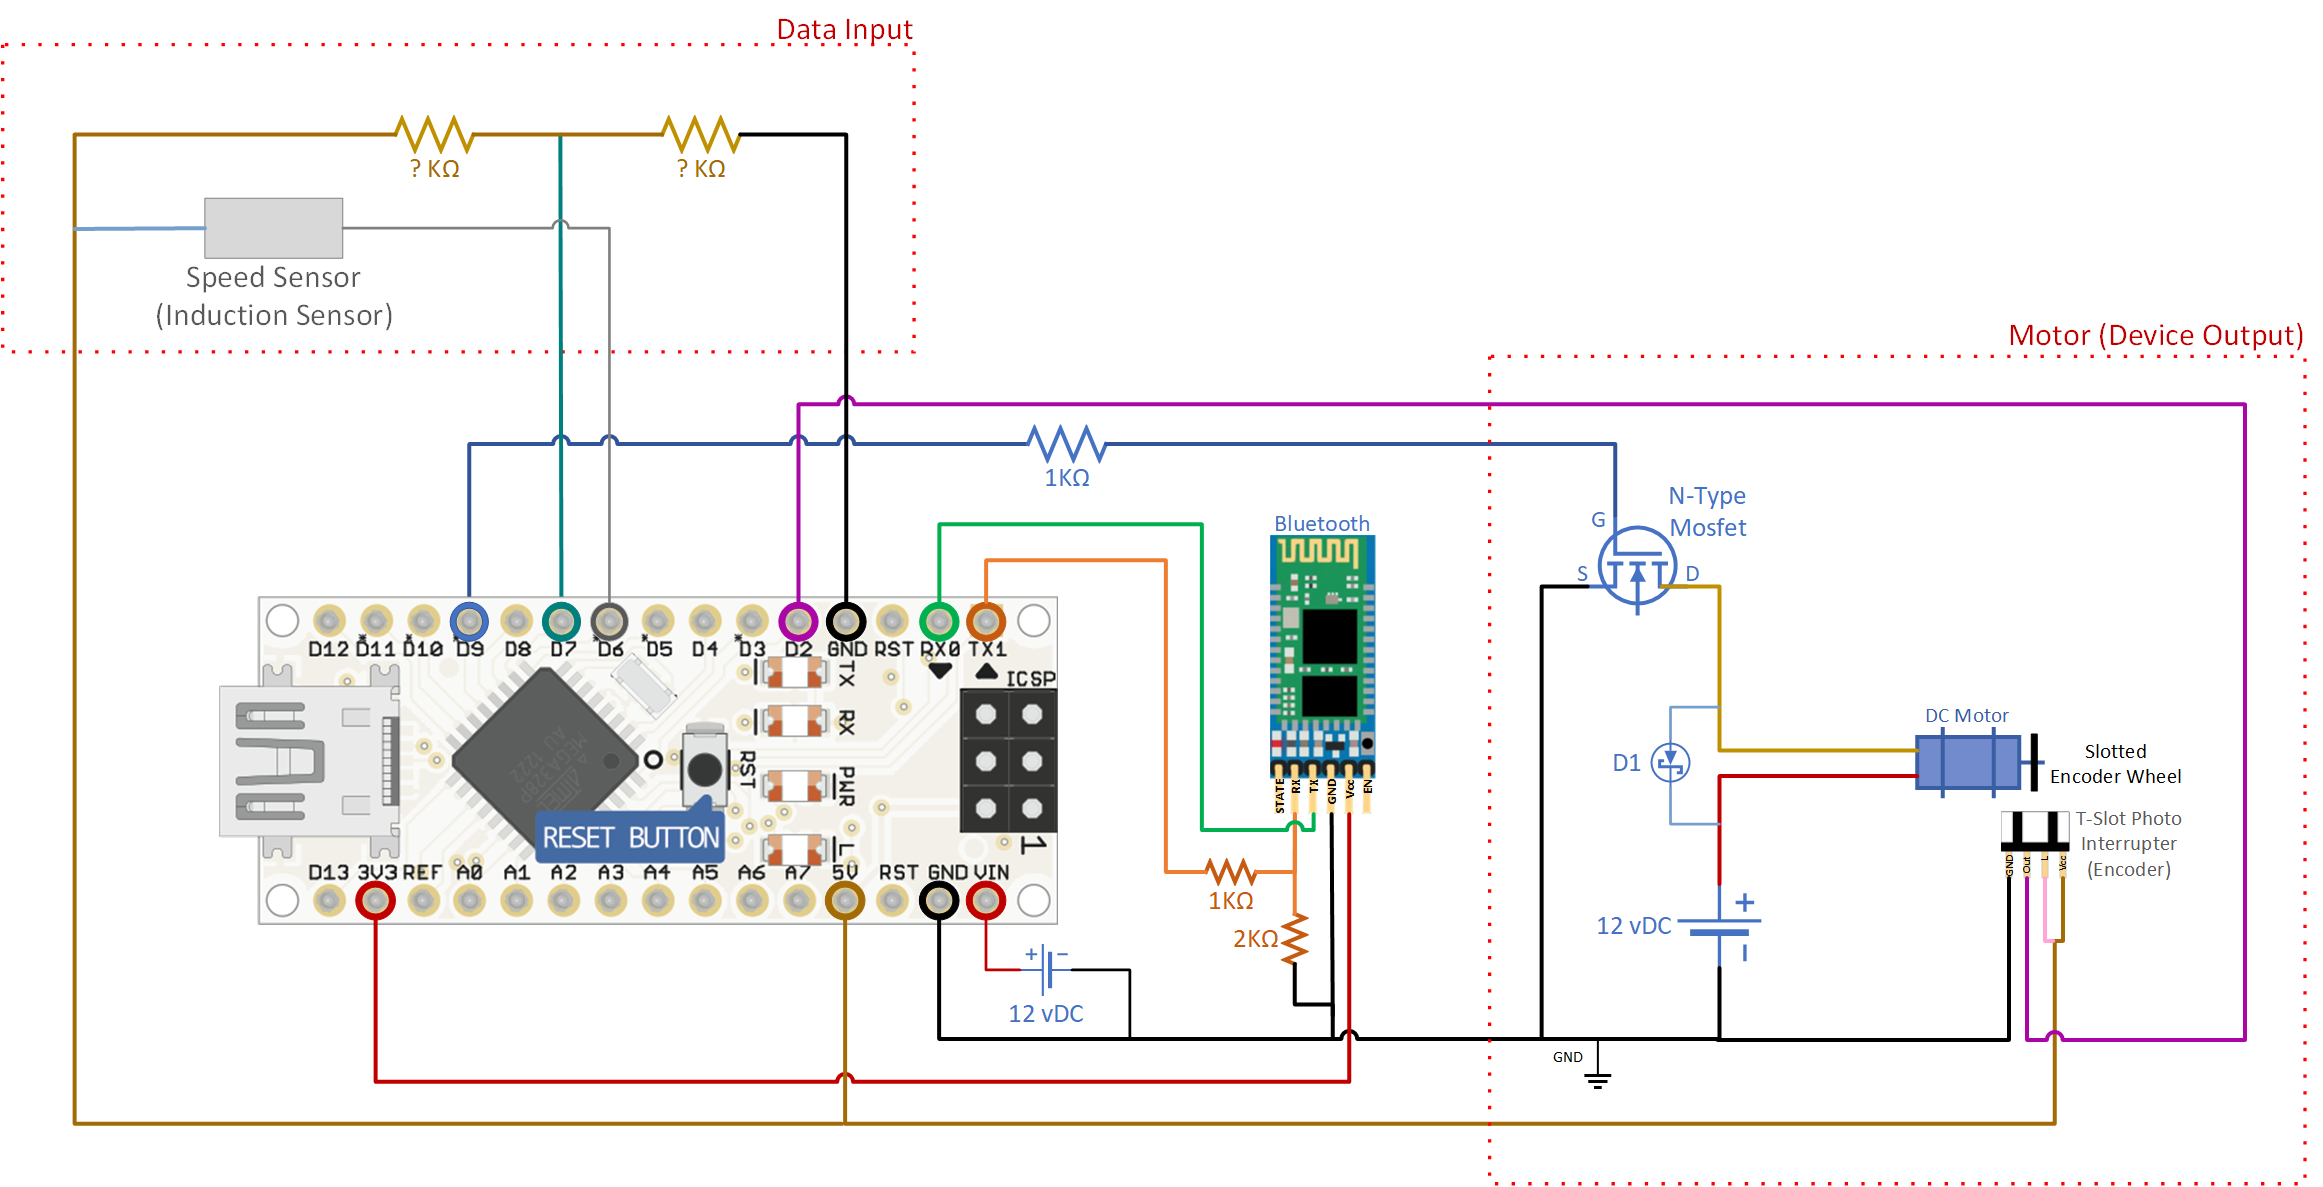 Data Input
? KΩ
? KΩ
Speed Sensor
(Induction Sensor)
Motor (Device Output)
1KΩ
N-Type
Mosfet
G
S
D
Bluetooth
D12 *D11 *D10 *D9 D8 D7 *D6 *D5 D4 *D3 D2 GND RST RX0 TX1
TX
RX
PWR
L
RST
ICSP
1
MEGA328P
AU 1222
RESET BUTTON
D13 3V3 REF A0 A1 A2 A3 A4 A5 A6 A7 5V RST GND VIN
STATE
RX
TX
GND
Vcc
EN
1KΩ
2KΩ
+
−
12 vDC
D1
DC Motor
Slotted
Encoder Wheel
T-Slot Photo
Interrupter
(Encoder)
GND
Out
L
Vcc
12 vDC
+
−
GND